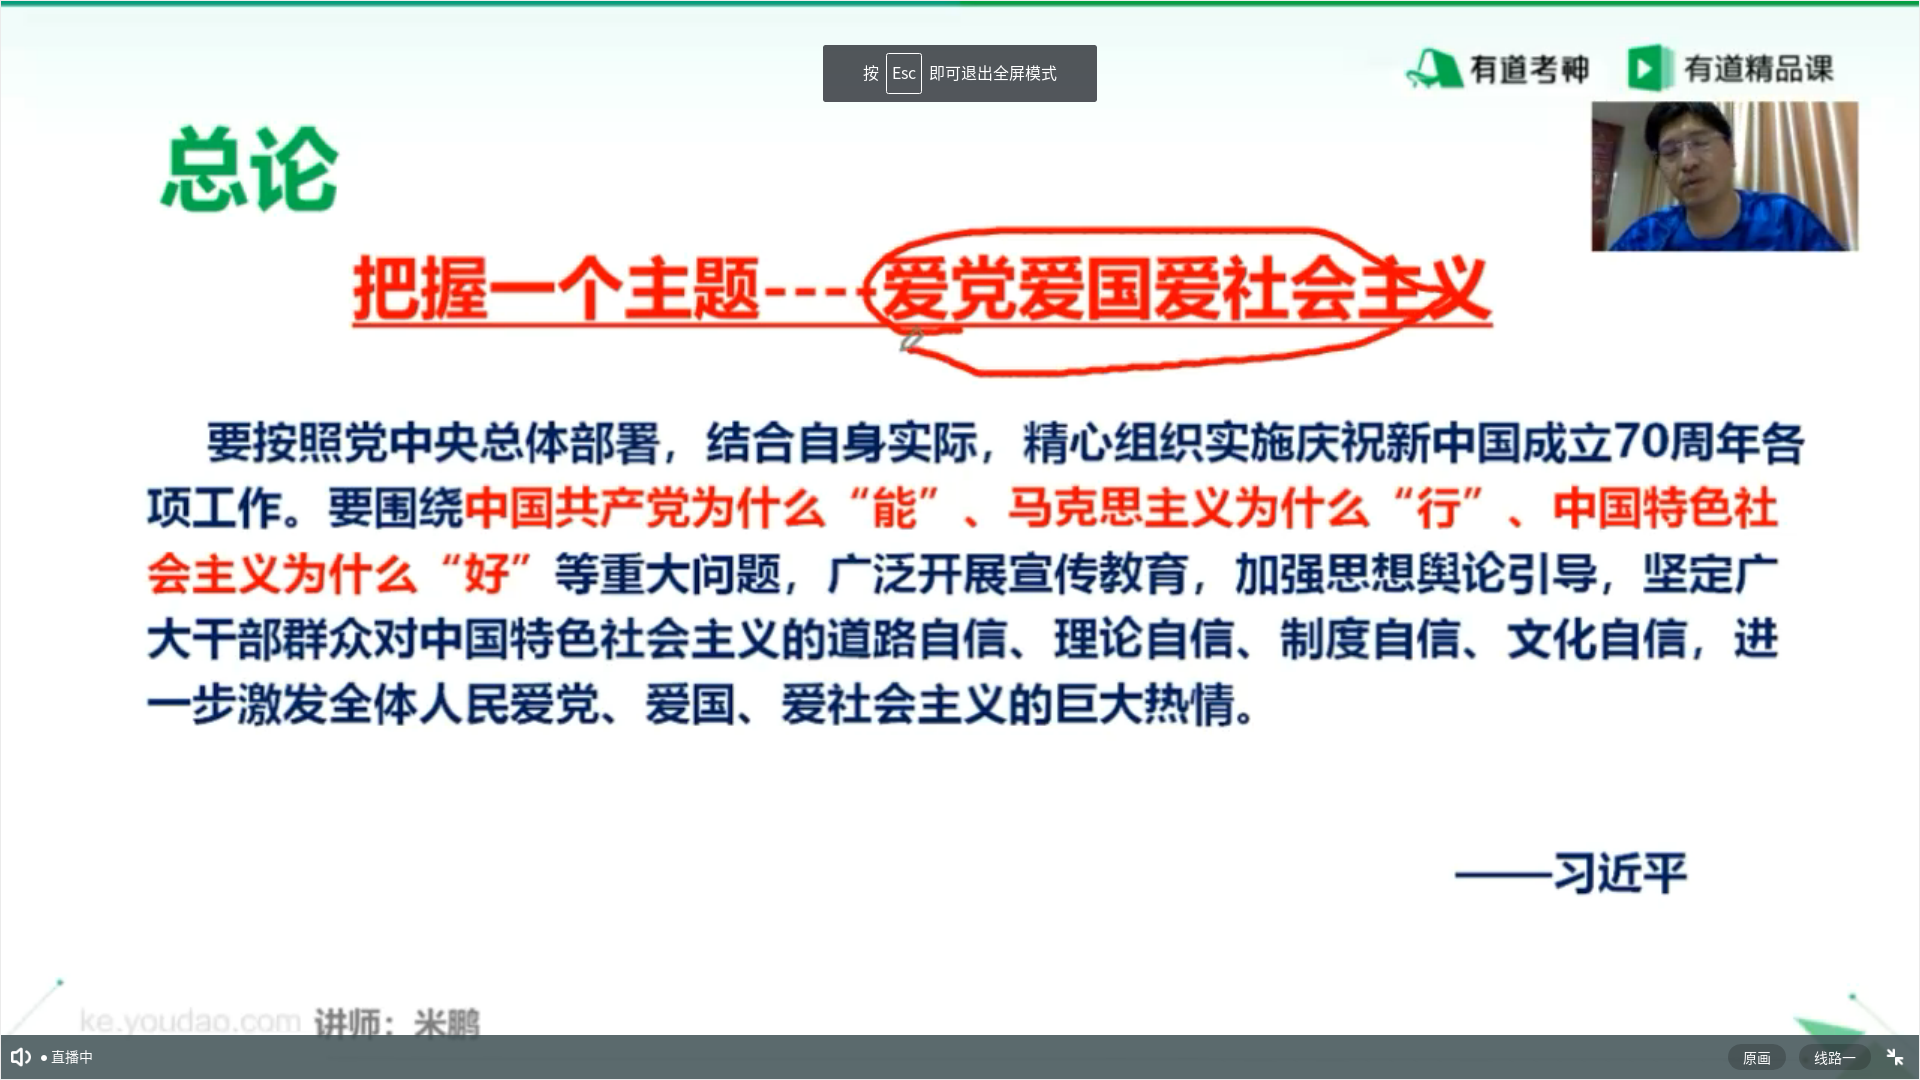 按 Esc 即可退出全屏模式
有道考神 有道精品课
总论
把握一个主题----爱党爱国爱社会主义
要按照党中央总体部署，结合自身实际，精心组织实施庆祝新中国成立70周年各
项工作。要围绕中国共产党为什么“能”、马克思主义为什么“行”、中国特色社
会主义为什么“好”等重大问题，广泛开展宣传教育，加强思想舆论引导，坚定广
大干部群众对中国特色社会主义的道路自信、理论自信、制度自信、文化自信，进
一步激发全体人民爱党、爱国、爱社会主义的巨大热情。
——习近平
ke.youdao.com 讲师：米鹏
直播中 原画 线路一